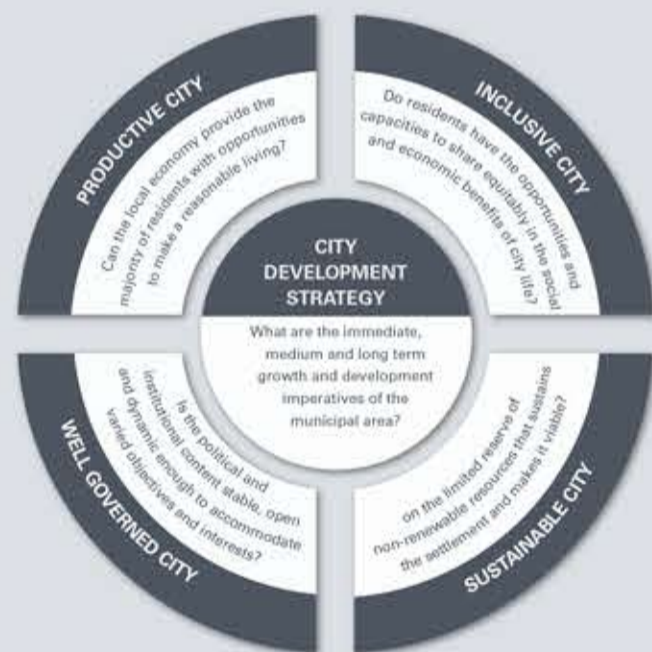 PRODUCTIVE CITY
Can the local economy provide the
majority of residents with opportunities
to make a reasonable living?
INCLUSIVE CITY
Do residents have the opportunities and
capacities to share equitably in the social
and economic benefits of city life?
CITY
DEVELOPMENT
STRATEGY
What are the immediate,
medium and long term
growth and development
imperatives of the
municipal area?
WELL GOVERNED CITY
Is the political and
institutional content stable, open
and dynamic enough to accommodate
varied objectives and interests?
SUSTAINABLE CITY
on the limited reserve of
non-renewable resources that sustains
the settlement and makes it viable?